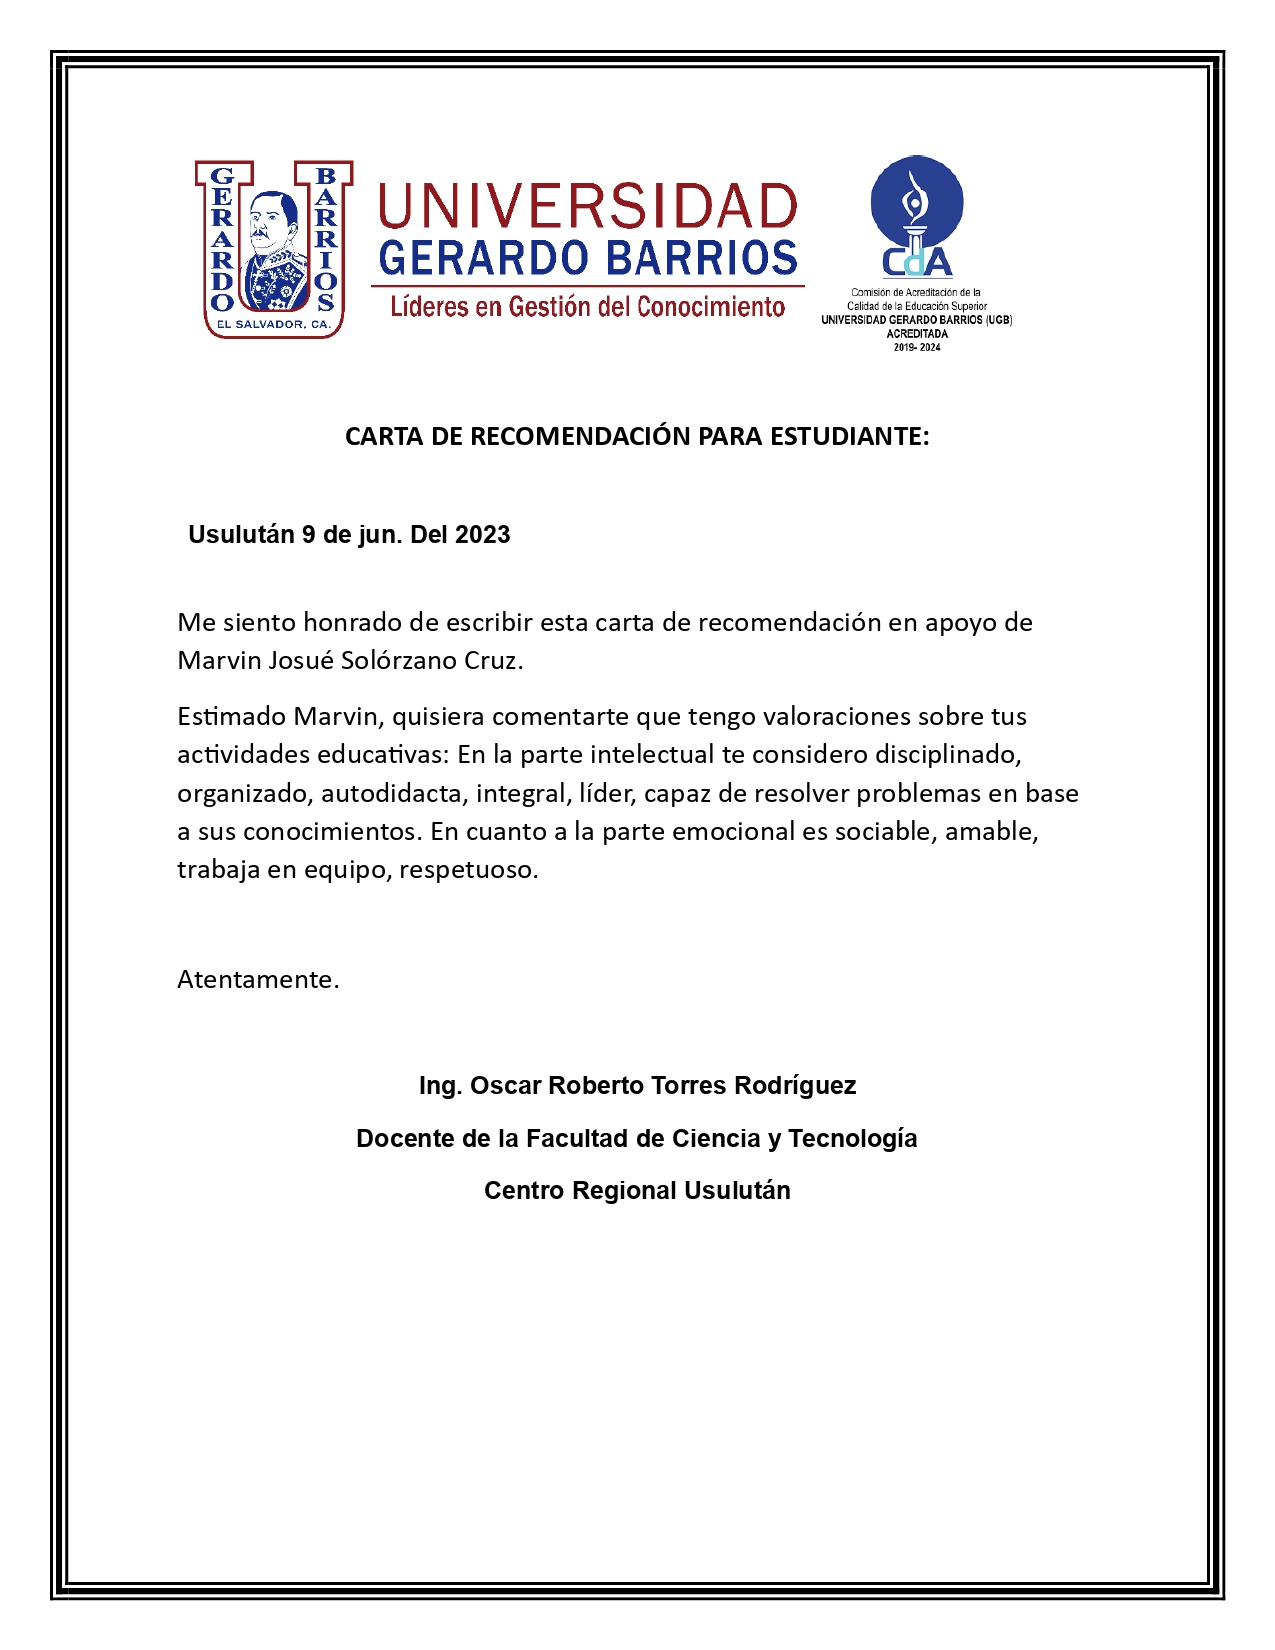 GERARDO
BARRIOS
EL SALVADOR, CA.
UNIVERSIDAD
GERARDO BARRIOS
Líderes en Gestión del Conocimiento
CdA
Comisión de Acreditación de la
Calidad de la Educación Superior
UNIVERSIDAD GERARDO BARRIOS (UGB)
ACREDITADA
2019- 2024
CARTA DE RECOMENDACIÓN PARA ESTUDIANTE:
Usulután 9 de jun. Del 2023
Me siento honrado de escribir esta carta de recomendación en apoyo de
Marvin Josué Solórzano Cruz.
Estimado Marvin, quisiera comentarte que tengo valoraciones sobre tus
actividades educativas: En la parte intelectual te considero disciplinado,
organizado, autodidacta, integral, líder, capaz de resolver problemas en base
a sus conocimientos. En cuanto a la parte emocional es sociable, amable,
trabaja en equipo, respetuoso.
Atentamente.
Ing. Oscar Roberto Torres Rodríguez
Docente de la Facultad de Ciencia y Tecnología
Centro Regional Usulután